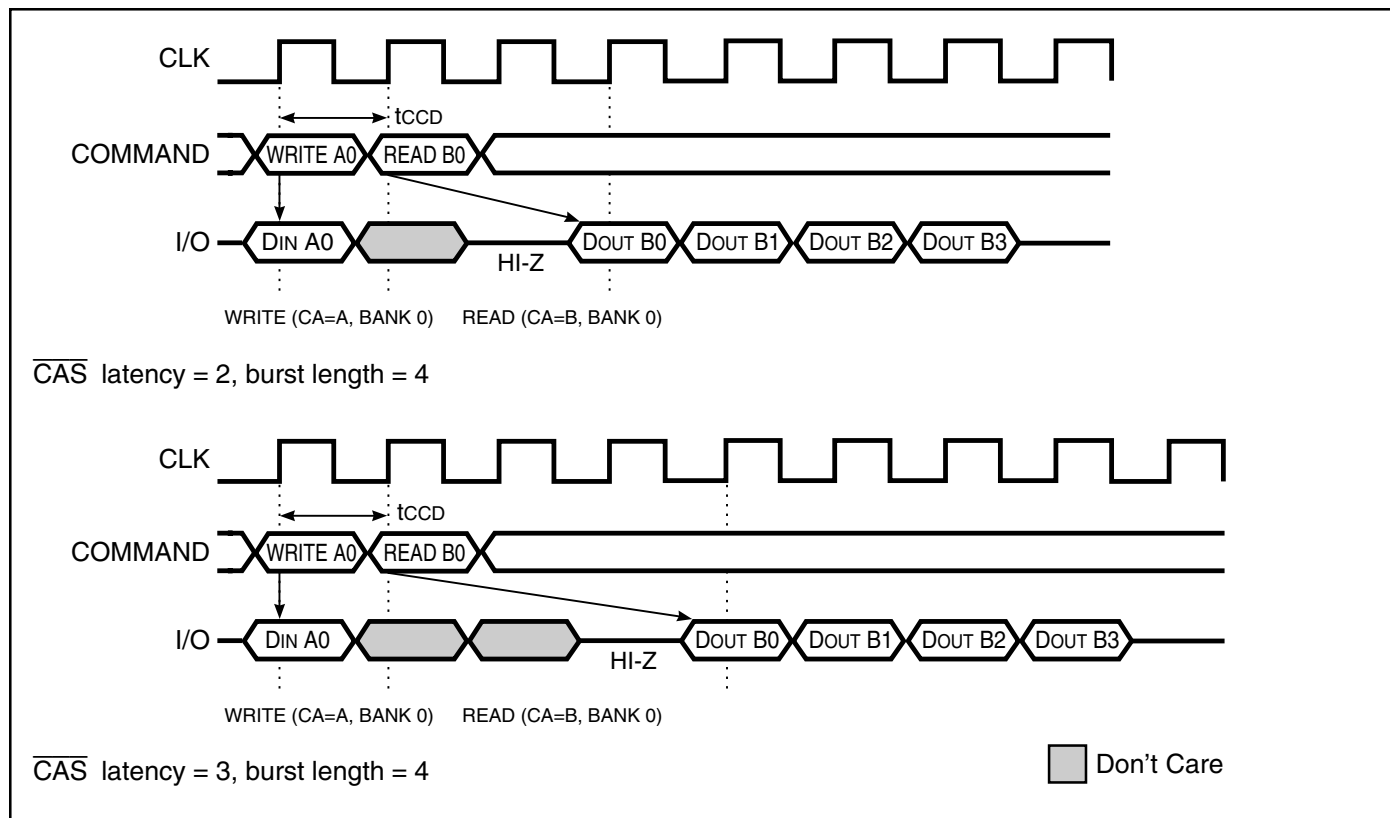 CLK
tCCD
COMMAND
WRITE A0 READ B0
I/O
DIN A0 DOUT B0 DOUT B1 DOUT B2 DOUT B3
HI-Z
WRITE (CA=A, BANK 0) READ (CA=B, BANK 0)
C̅A̅S̅ latency = 2, burst length = 4
CLK
tCCD
COMMAND
WRITE A0 READ B0
I/O
DIN A0 DOUT B0 DOUT B1 DOUT B2 DOUT B3
HI-Z
WRITE (CA=A, BANK 0) READ (CA=B, BANK 0)
C̅A̅S̅ latency = 3, burst length = 4
Don't Care